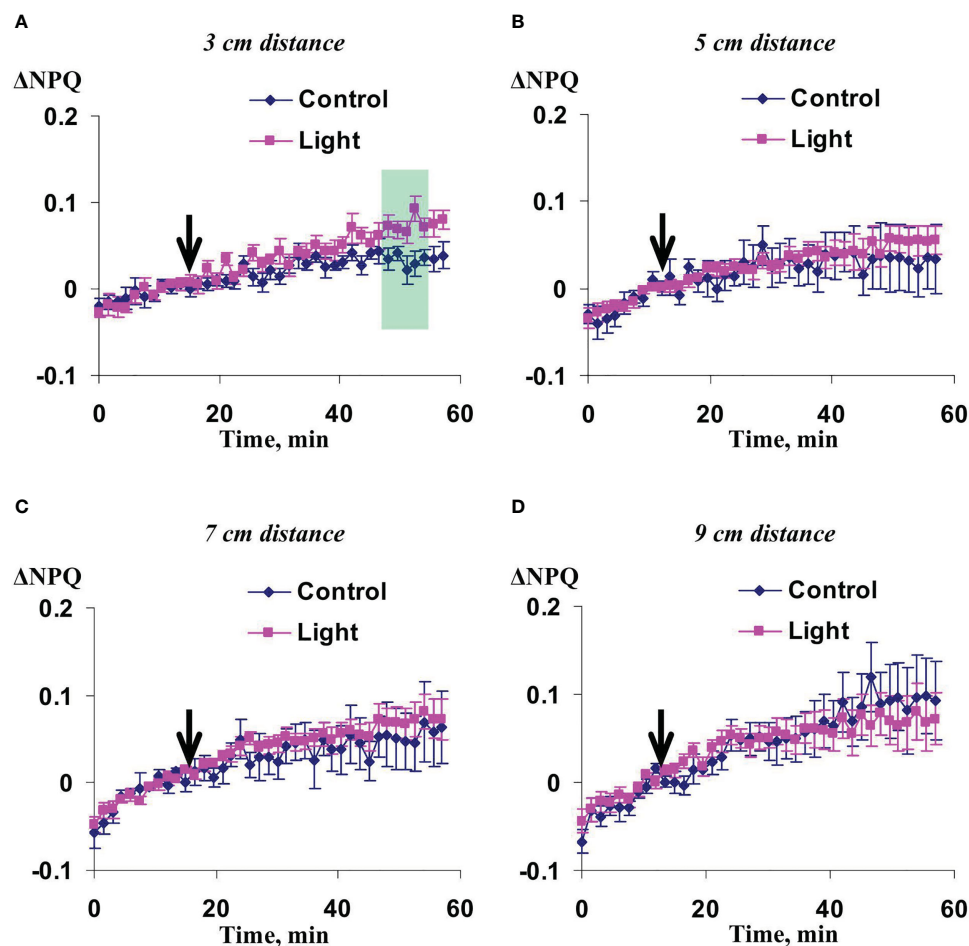 A
3 cm distance
ΔNPQ
Control
Light
0.2
0.1
0
-0.1
0
20
40
60
Time, min
B
5 cm distance
ΔNPQ
Control
Light
0.2
0.1
0
-0.1
0
20
40
60
Time, min
C
7 cm distance
ΔNPQ
Control
Light
0.2
0.1
0
-0.1
0
20
40
60
Time, min
D
9 cm distance
ΔNPQ
Control
Light
0.2
0.1
0
-0.1
0
20
40
60
Time, min